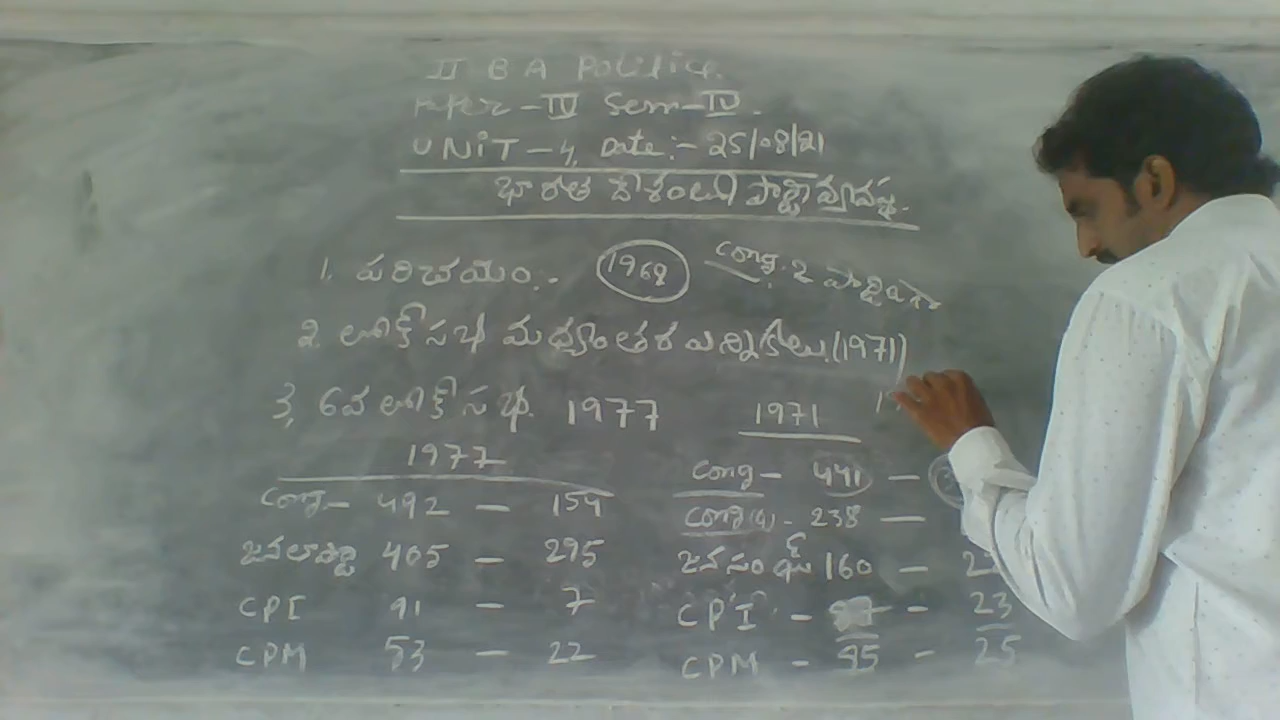 II BA Politics.
Paper - IV Sem - IV.
UNIT - 4, Date :- 25/08/21
భారత దేశంలో పార్టీ వ్యవస్థ.
1. పరిచయం :- 1969 Cong. 2 పార్టీలుగా
2. లోక్ సభ మధ్యంతర ఎన్నికలు (1971)
3, 6వ లోక్ సభ. 1977
1971
Cong - 441 -
Cong(O) - 238 -
జనసంఘ్ 160 - 22
CPI - - 23
CPM - 85 - 25
1977
Cong - 492 - 154
జనతాపార్టీ 405 - 295
CPI 91 - 7
CPM 53 - 22